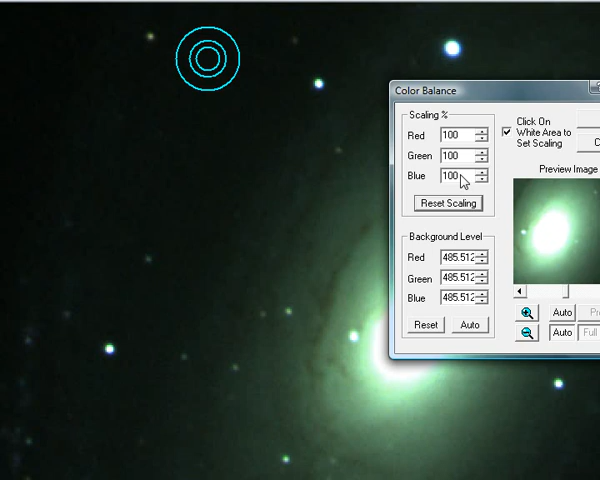 Color Balance
Scaling %
Red 100
Green 100
Blue 100
Reset Scaling
Click On
White Area to
Set Scaling
Preview Image
Background Level
Red 485.512
Green 485.512
Blue 485.512
Reset Auto
Auto
Auto Full